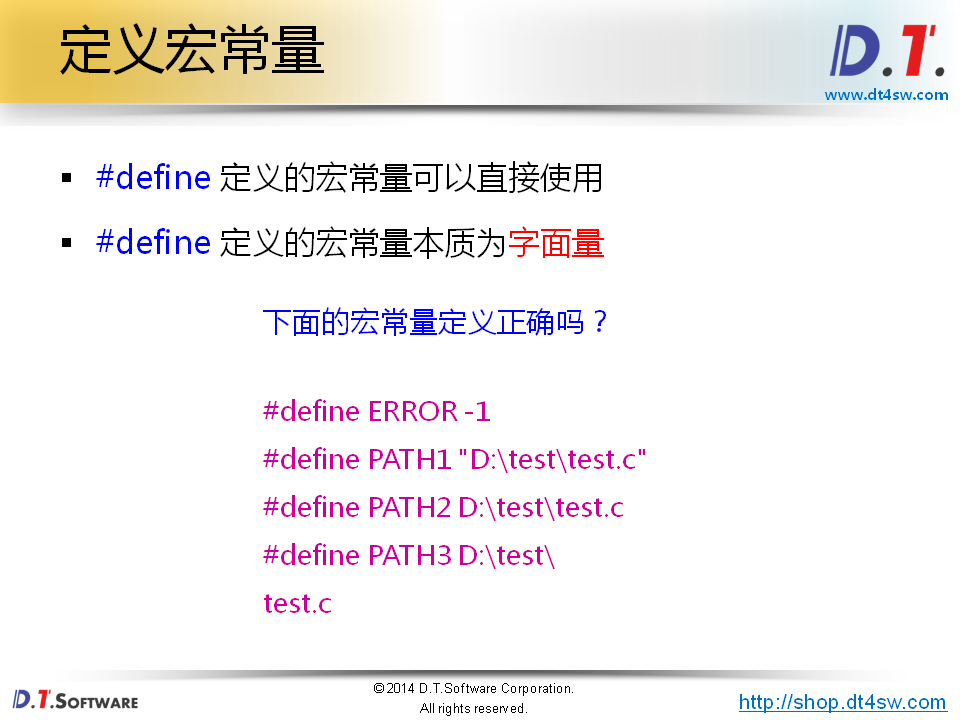 定义宏常量
D.T.
www.dt4sw.com
▪ #define 定义的宏常量可以直接使用
▪ #define 定义的宏常量本质为字面量
下面的宏常量定义正确吗？
#define ERROR -1
#define PATH1 "D:\test\test.c"
#define PATH2 D:\test\test.c
#define PATH3 D:\test\
test.c
D.T.SOFTWARE
©2014 D.T.Software Corporation.
All rights reserved.
http://shop.dt4sw.com